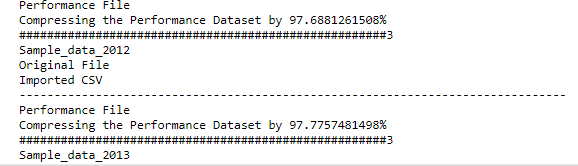 Performance File
Compressing the Performance Dataset by 97.6881261508%
#####################################################3
Sample_data_2012
Original File
Imported CSV
-------------------------------------------------------------------------------
Performance File
Compressing the Performance Dataset by 97.7757481498%
#####################################################3
Sample_data_2013